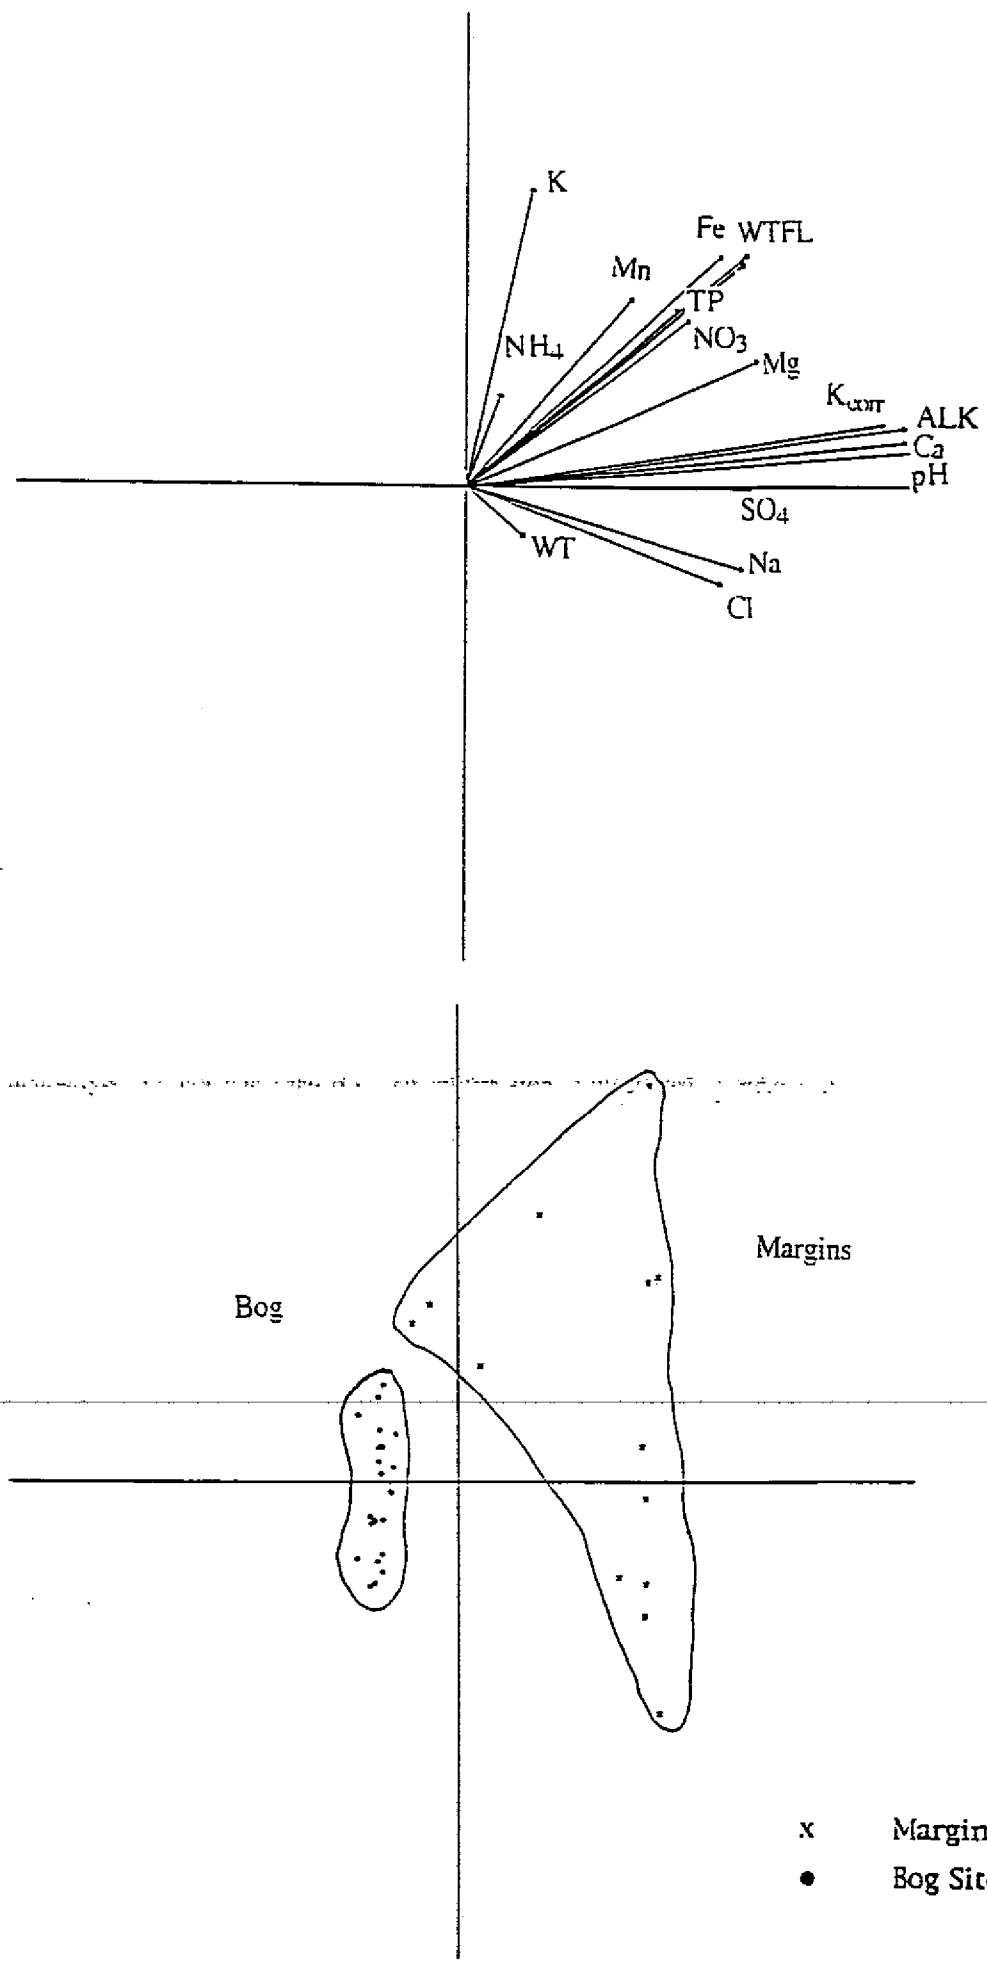 K
Fe WTFL
Mn
TP
NH4
NO3
Mg
Kcorr
ALK
Ca
pH
SO4
WT
Na
Cl
Margins
Bog
x Margin
● Bog Sit